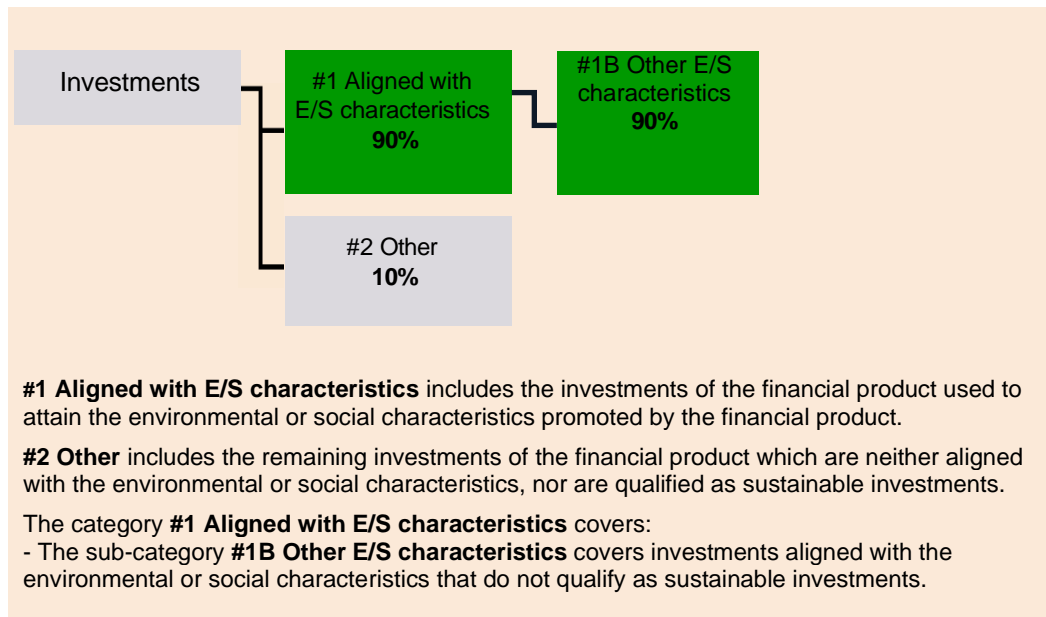 Investments
#1 Aligned with
E/S characteristics
90%
#1B Other E/S
characteristics
90%
#2 Other
10%
#1 Aligned with E/S characteristics includes the investments of the financial product used to
attain the environmental or social characteristics promoted by the financial product.
#2 Other includes the remaining investments of the financial product which are neither aligned
with the environmental or social characteristics, nor are qualified as sustainable investments.
The category #1 Aligned with E/S characteristics covers:
- The sub-category #1B Other E/S characteristics covers investments aligned with the
environmental or social characteristics that do not qualify as sustainable investments.